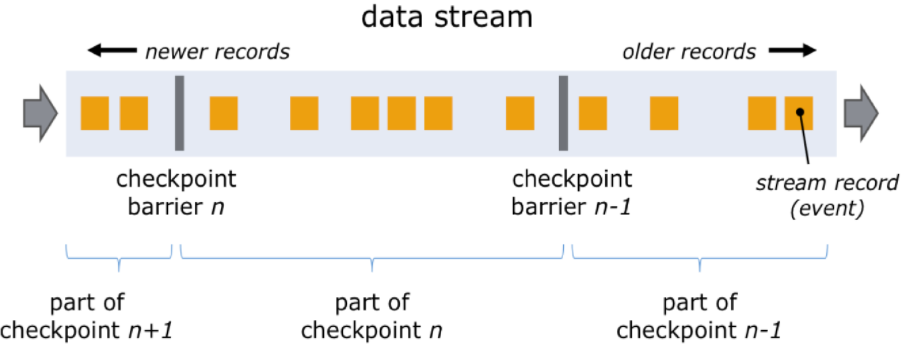 data stream
newer records
older records
checkpoint
barrier n
checkpoint
barrier n-1
stream record
(event)
part of
checkpoint n+1
part of
checkpoint n
part of
checkpoint n-1